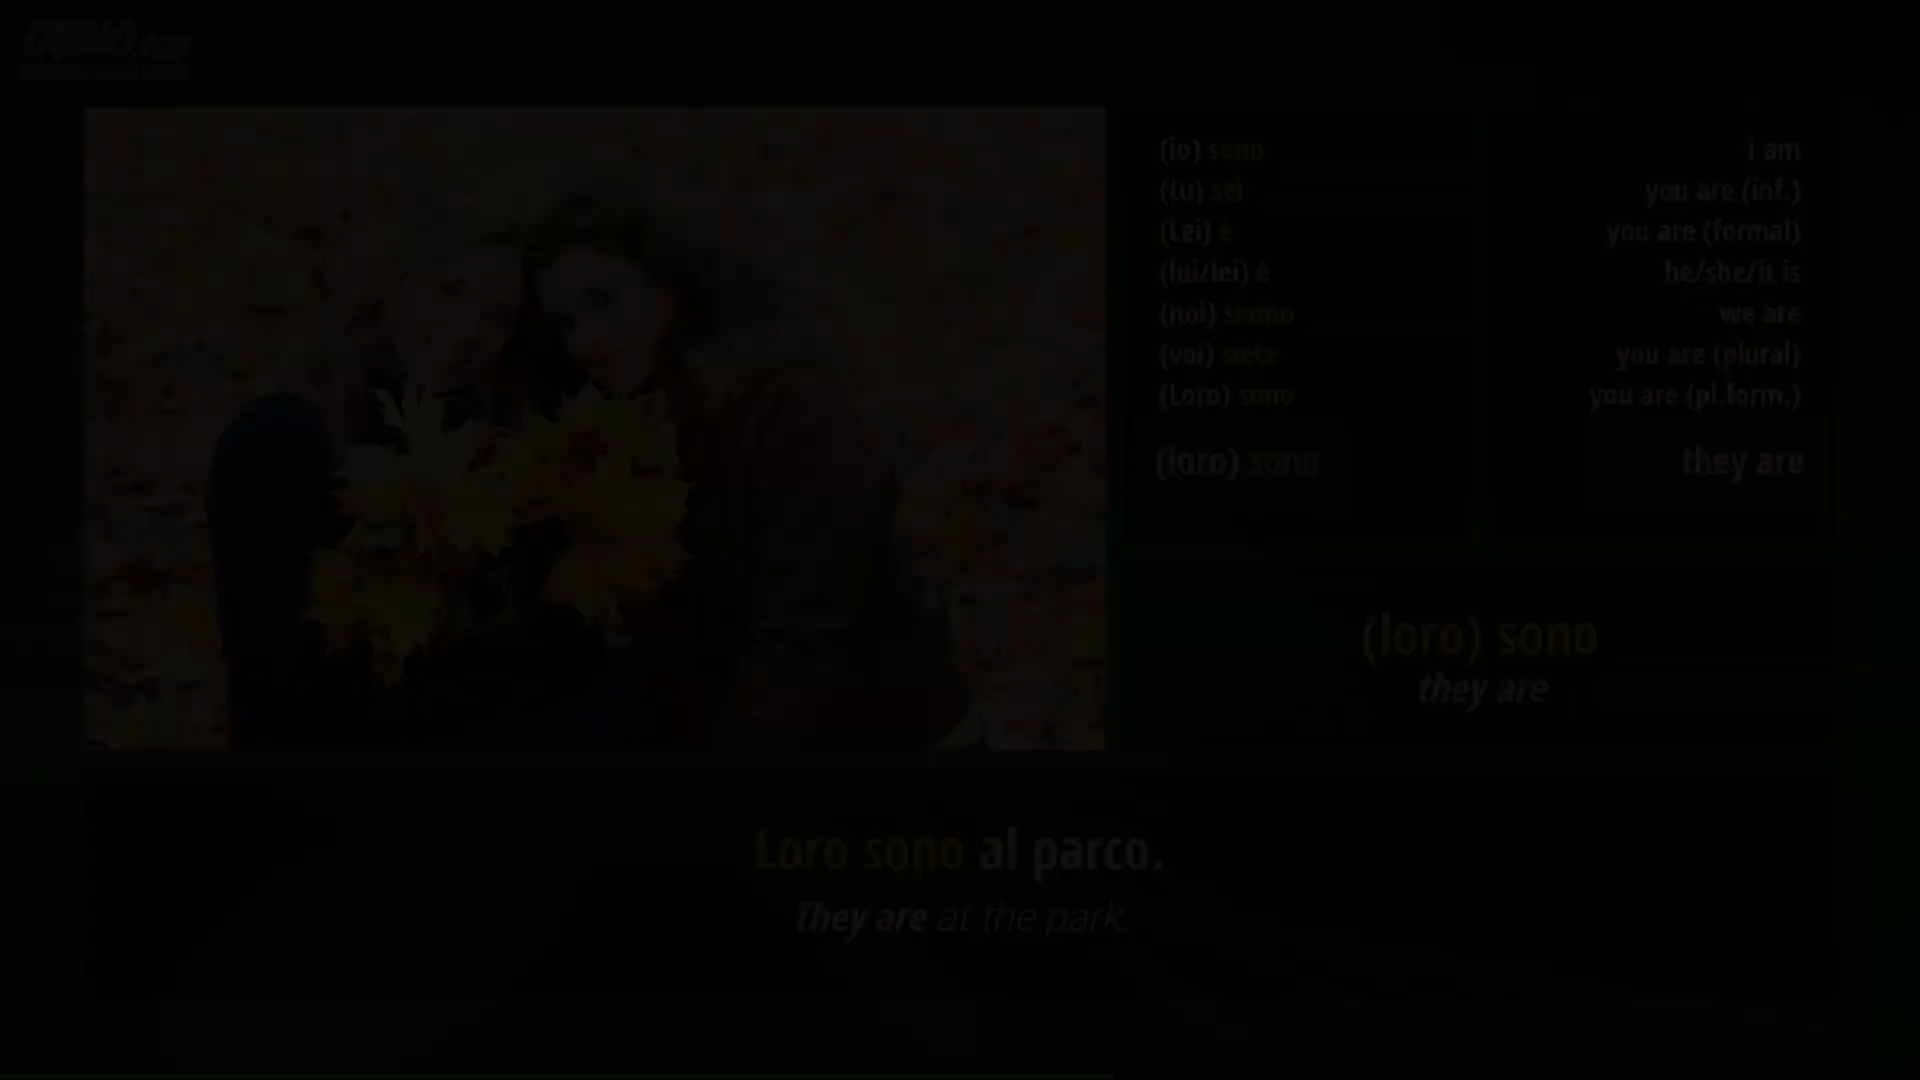 (io) sono
I am
(tu) sei
you are (inf.)
(Lei) è
you are (formal)
(lui/lei) è
he/she/it is
(noi) siamo
we are
(voi) siete
you are (plural)
(Loro) sono
you are (pl.form.)
(loro) sono
they are
(loro) sono
they are
Loro sono al parco.
They are at the park.